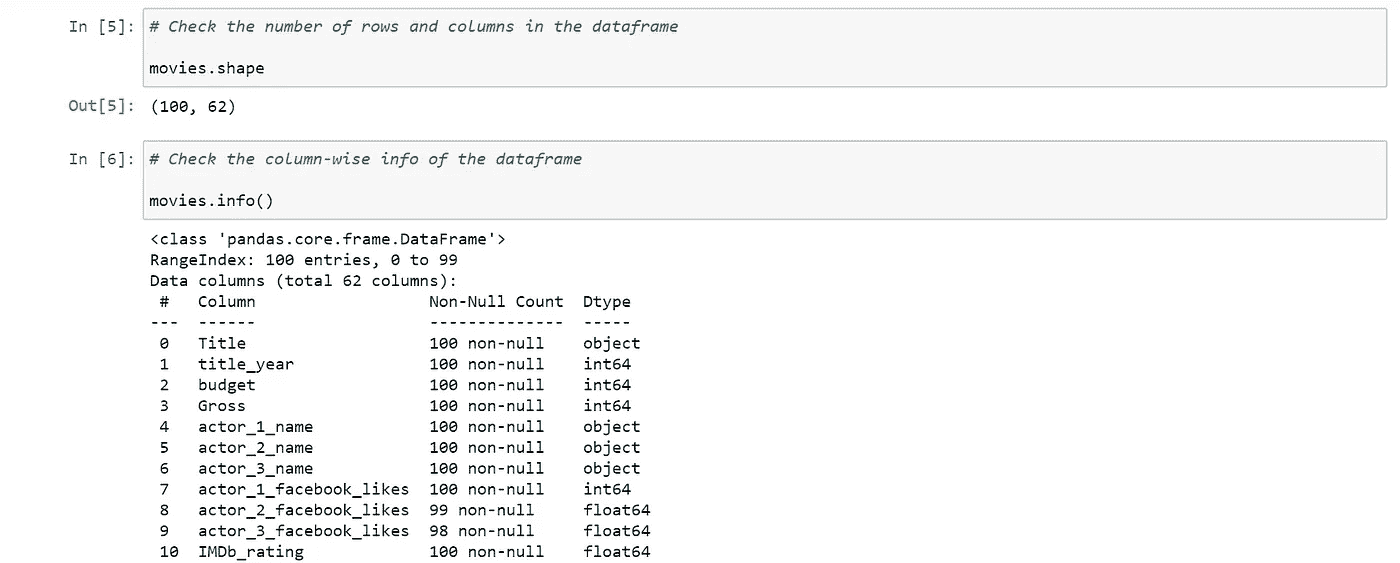 In [5]: # Check the number of rows and columns in the dataframe
movies.shape
Out[5]: (100, 62)
In [6]: # Check the column-wise info of the dataframe
movies.info()
<class 'pandas.core.frame.DataFrame'>
RangeIndex: 100 entries, 0 to 99
Data columns (total 62 columns):
 #   Column                  Non-Null Count  Dtype
---  ------                  --------------  -----
 0   Title                   100 non-null    object
 1   title_year              100 non-null    int64
 2   budget                  100 non-null    int64
 3   Gross                   100 non-null    int64
 4   actor_1_name            100 non-null    object
 5   actor_2_name            100 non-null    object
 6   actor_3_name            100 non-null    object
 7   actor_1_facebook_likes  100 non-null    int64
 8   actor_2_facebook_likes  99 non-null     float64
 9   actor_3_facebook_likes  98 non-null     float64
 10  IMDb_rating             100 non-null    float64